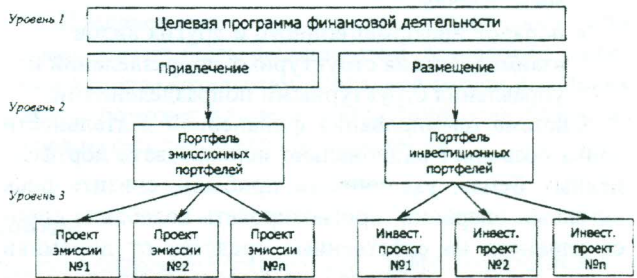 Уровень 1
Целевая программа финансовой деятельности
Привлечение
Размещение
Уровень 2
Портфель
эмиссионных
портфелей
Портфель
инвестиционных
портфелей
Уровень 3
Проект
эмиссии
№1
Проект
эмиссии
№2
Проект
эмиссии
№n
Инвест.
проект
№1
Инвест.
проект
№2
Инвест.
проект
№n